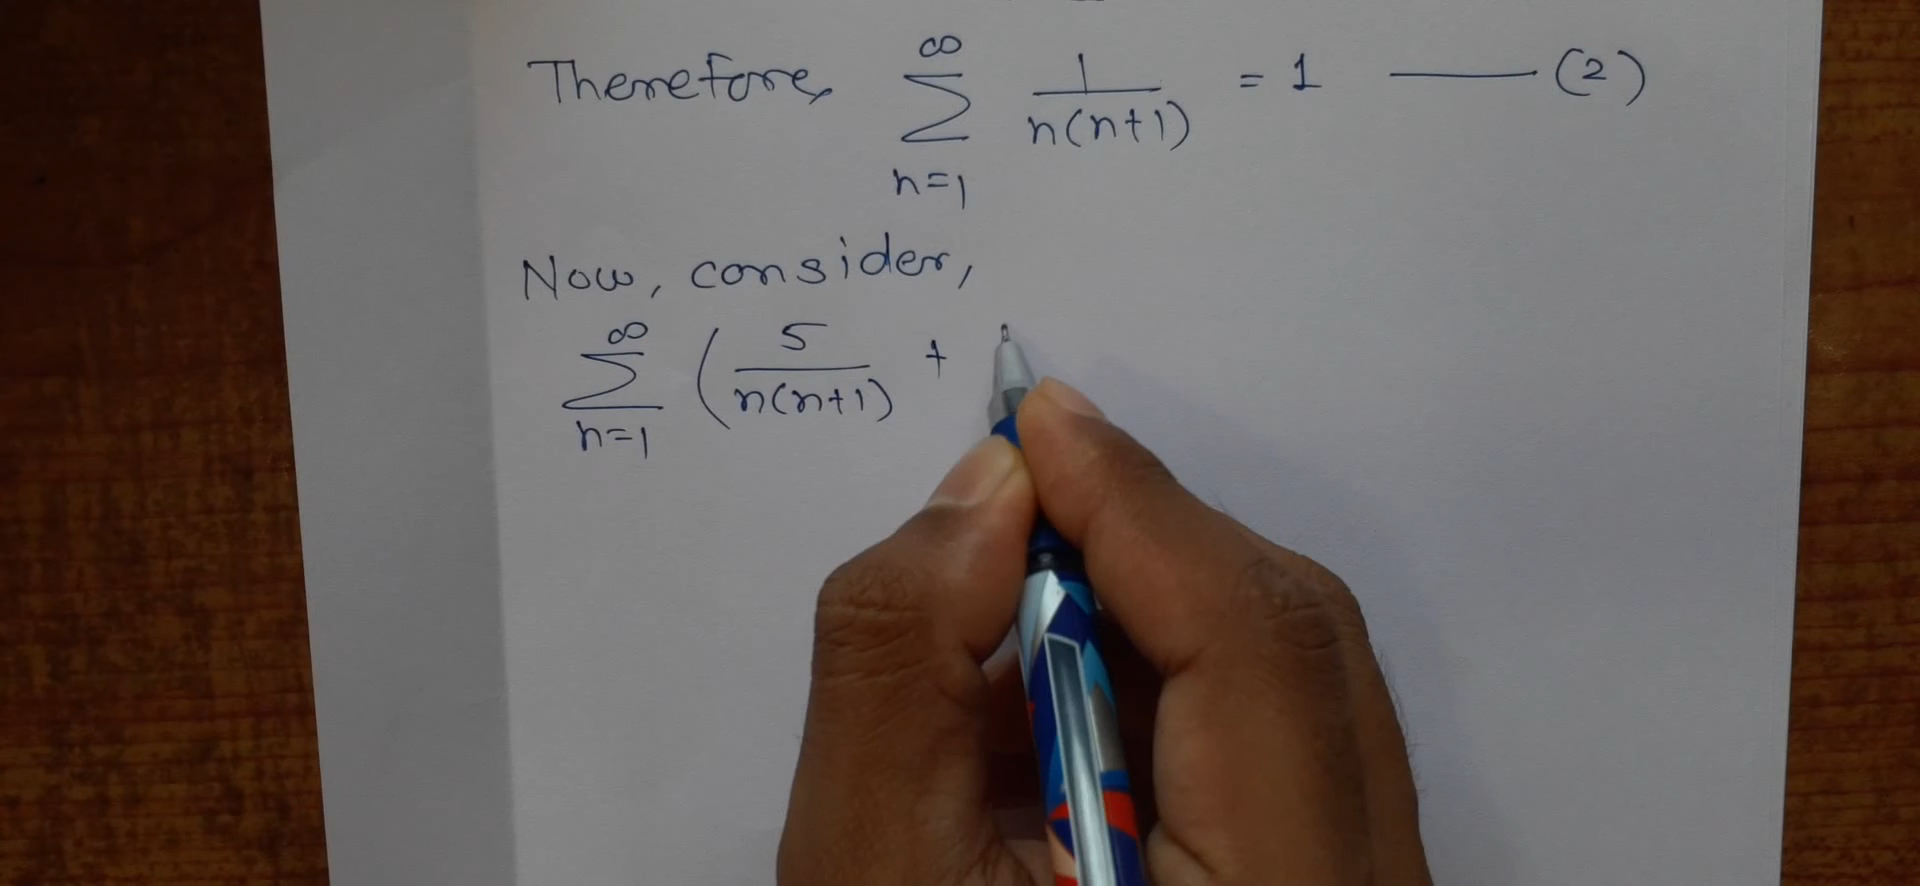 Therefore, ∞∑n=1 1/n(n+1) = 1 —— (2)
Now, consider,
∞∑n=1 (5/n(n+1) +